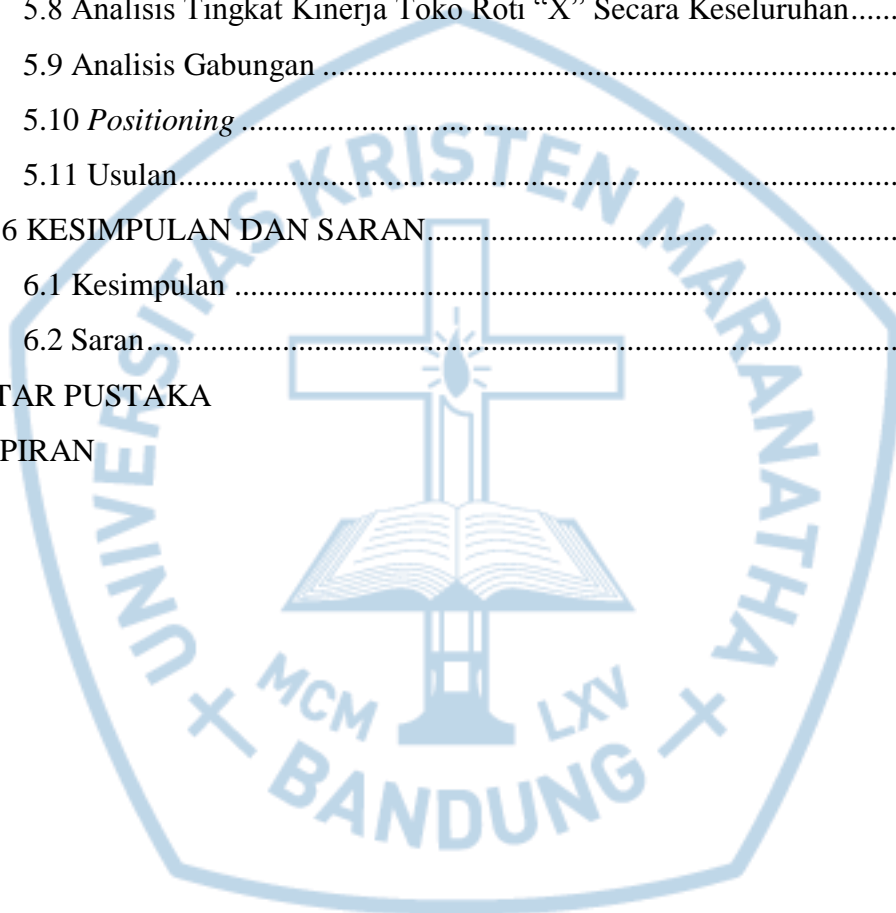 5.8 Analisis Tingkat Kinerja Toko Roti “X” Secara Keseluruhan......
5.9 Analisis Gabungan ........................................................................
5.10 Positioning ..................................................................................
5.11 Usulan..........................................................................................
6 KESIMPULAN DAN SARAN...........................................................
6.1 Kesimpulan ...................................................................................
6.2 Saran..............................................................................................
TAR PUSTAKA
PIRAN
UNIVERSITAS KRISTEN MARANATHA
MCM LXV
BANDUNG